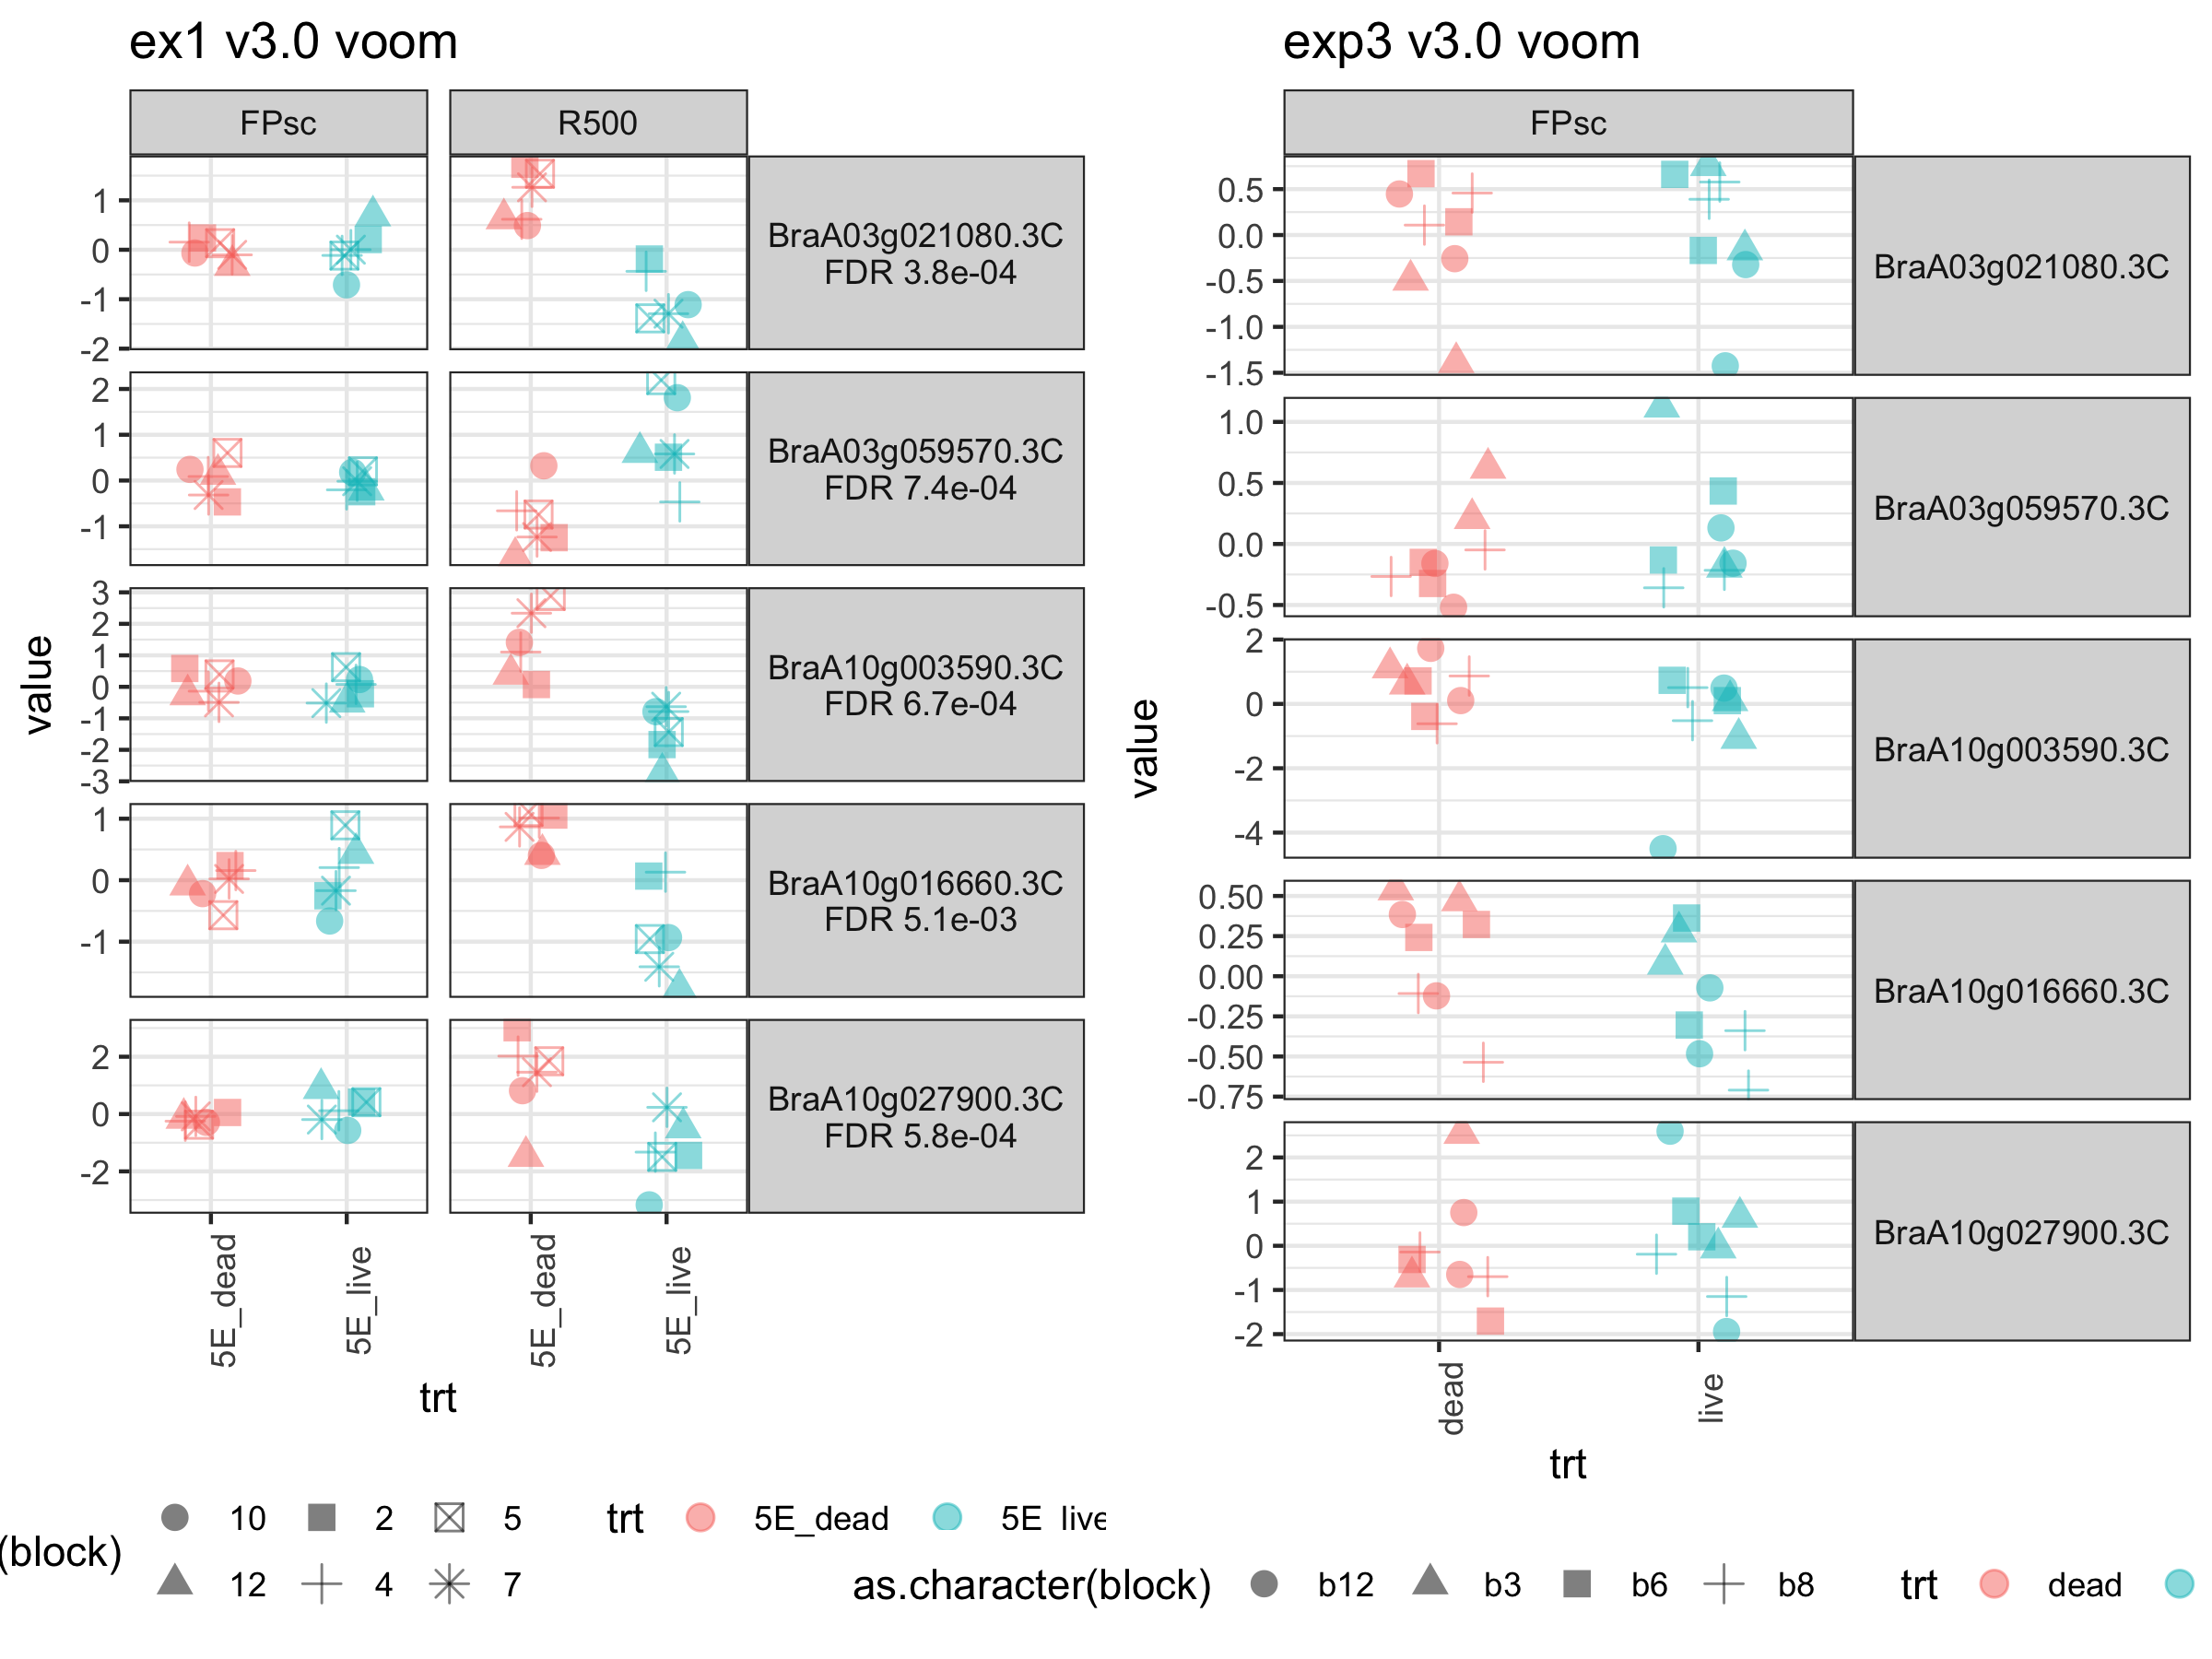 ex1 v3.0 voom
FPsc
R500
1
0
-1
-2
BraA03g021080.3C
FDR 3.8e-04
2
1
0
-1
BraA03g059570.3C
FDR 7.4e-04
3
2
1
0
-1
-2
-3
BraA10g003590.3C
FDR 6.7e-04
1
0
-1
BraA10g016660.3C
FDR 5.1e-03
2
0
-2
BraA10g027900.3C
FDR 5.8e-04
value
5E_dead
5E_live
5E_dead
5E_live
trt
(block)
10
2
5
12
4
7
trt
5E_dead
5E_live
exp3 v3.0 voom
FPsc
0.5
0.0
-0.5
-1.0
-1.5
BraA03g021080.3C
1.0
0.5
0.0
-0.5
BraA03g059570.3C
2
0
-2
-4
BraA10g003590.3C
0.50
0.25
0.00
-0.25
-0.50
-0.75
BraA10g016660.3C
2
1
0
-1
-2
BraA10g027900.3C
value
dead
live
trt
as.character(block)
b12
b3
b6
b8
trt
dead